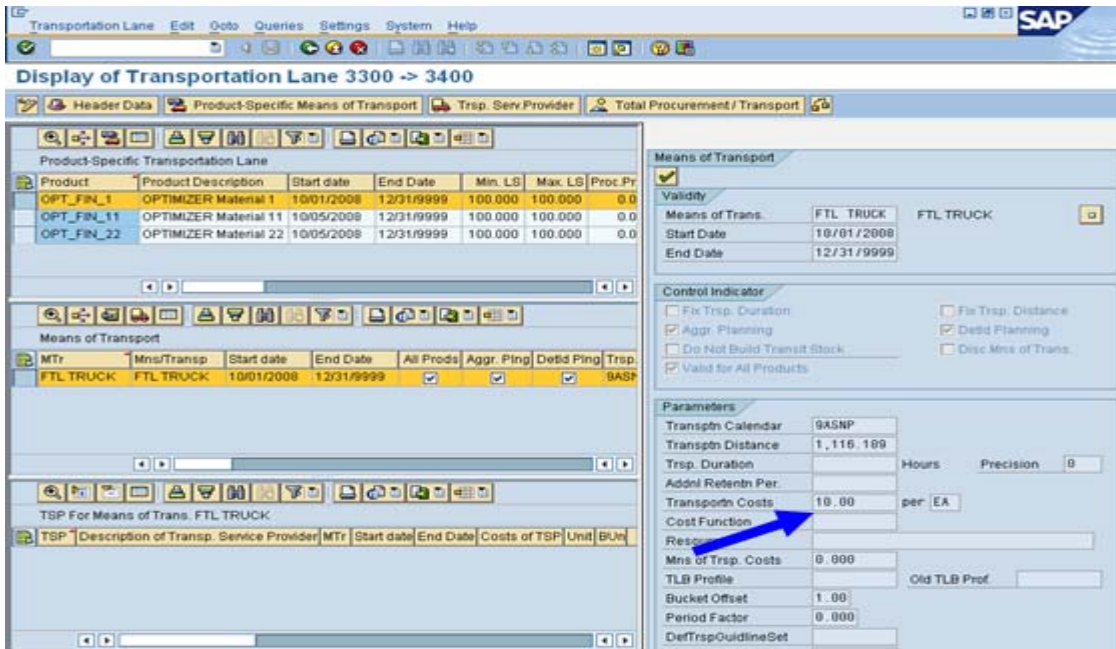 Transportation Lane Edit Goto Queries Settings System Help
SAP
Display of Transportation Lane 3300 -> 3400
Header Data Product-Specific Means of Transport Trsp. Serv.Provider Total Procurement / Transport
Product-Specific Transportation Lane
Product Product Description Start date End Date Min. LS Max. LS Proc.Pr
OPT_FIN_1 OPTIMIZER Material 1 10/01/2008 12/31/9999 100.000 100.000 0.0
OPT_FIN_11 OPTIMIZER Material 11 10/05/2008 12/31/9999 100.000 100.000 0.0
OPT_FIN_22 OPTIMIZER Material 22 10/05/2008 12/31/9999 100.000 100.000 0.0
Means of Transport
MTr Mns/Transp Start date End Date All Prods Aggr. Plng Detld Plng Trsp.
FTL TRUCK FTL TRUCK 10/01/2008 12/31/9999 9ASN
TSP For Means of Trans. FTL TRUCK
TSP Description of Transp. Service Provider MTr Start date End Date Costs of TSP Unit BUn
Means of Transport
Validity
Means of Trans. FTL TRUCK FTL TRUCK
Start Date 10/01/2008
End Date 12/31/9999
Control Indicator
Fix Trsp. Duration Fix Trsp. Distance
Aggr. Planning Detld Planning
Do Not Build Transit Stock Disc.Mns of Trans.
Valid for All Products
Parameters
Transptn Calendar 9ASNP
Transptn Distance 1,116.189
Trsp. Duration Hours Precision 0
Addnl Retentn Per.
Transportn Costs 10.00 per EA
Cost Function
Mns of Trsp. Costs 0.000
TLB Profile Old TLB Prof.
Bucket Offset 1.00
Period Factor 0.000
DefTrspGuidlineSet